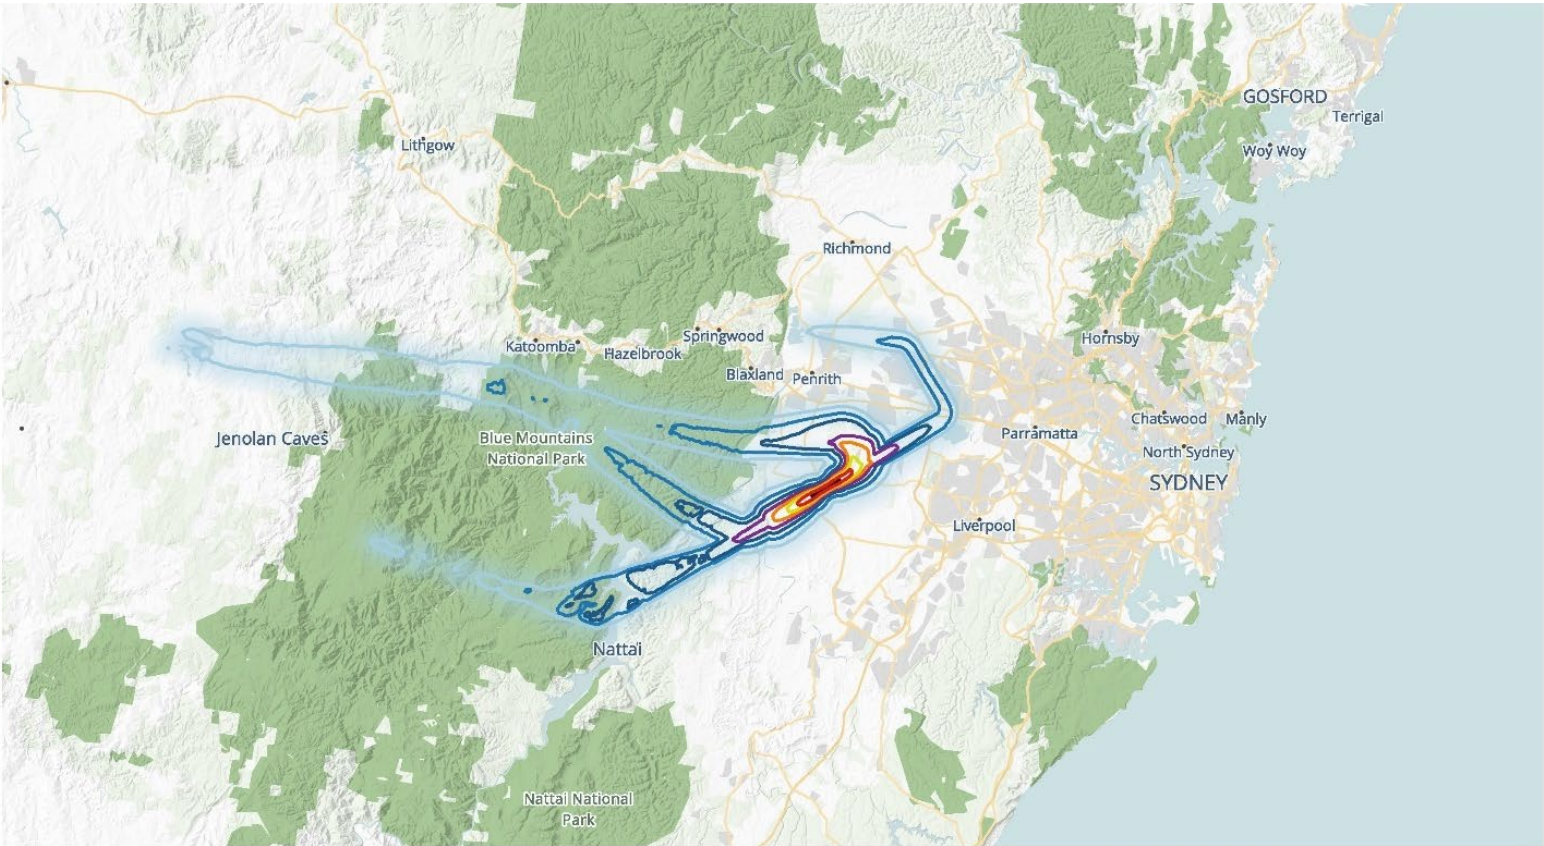 GOSFORD
Terrigal
Lithgow
Woy Woy
Richmond
Springwood
Hornsby
Katoomba
Hazelbrook
Blaxland
Penrith
Chatswood
Manly
Parramatta
Jenolan Caves
Blue Mountains
National Park
North Sydney
SYDNEY
Liverpool
Nattai
Nattai National
Park